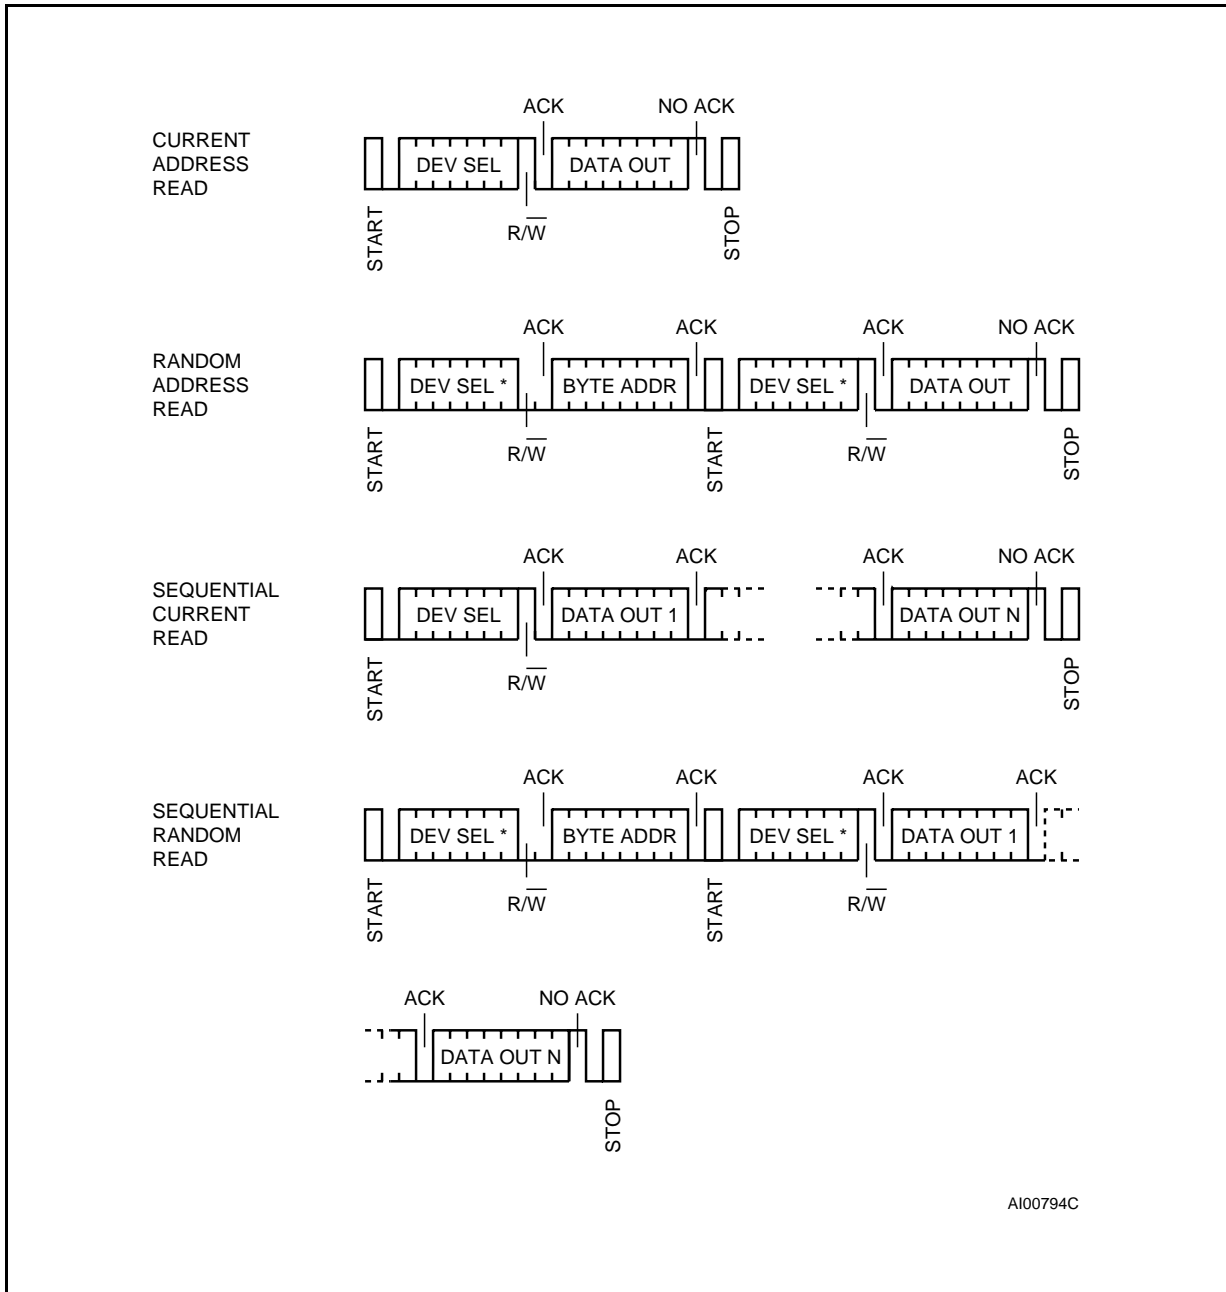 ACK NO ACK
CURRENT
ADDRESS
READ
DEV SEL DATA OUT
START R/W STOP
ACK ACK ACK NO ACK
RANDOM
ADDRESS
READ
DEV SEL * BYTE ADDR DEV SEL * DATA OUT
START R/W START R/W STOP
ACK ACK ACK NO ACK
SEQUENTIAL
CURRENT
READ
DEV SEL DATA OUT 1 DATA OUT N
START R/W STOP
ACK ACK ACK ACK
SEQUENTIAL
RANDOM
READ
DEV SEL * BYTE ADDR DEV SEL * DATA OUT 1
START R/W START R/W
ACK NO ACK
DATA OUT N
STOP
AI00794C